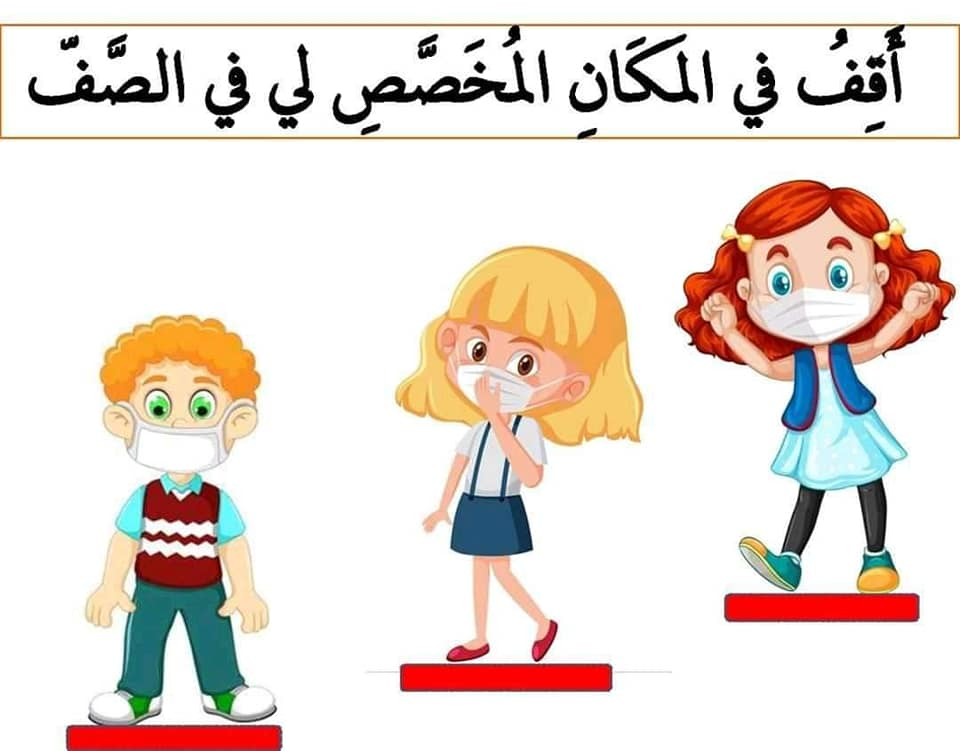 أَقِفُ في المَكَانِ المُخَصَّصِ لي في الصَّفّ